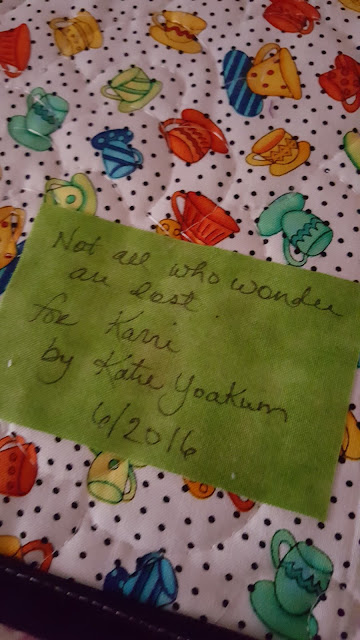 Not all who wonder
are lost.
for Karri
by Katie Yoakum
6/2016